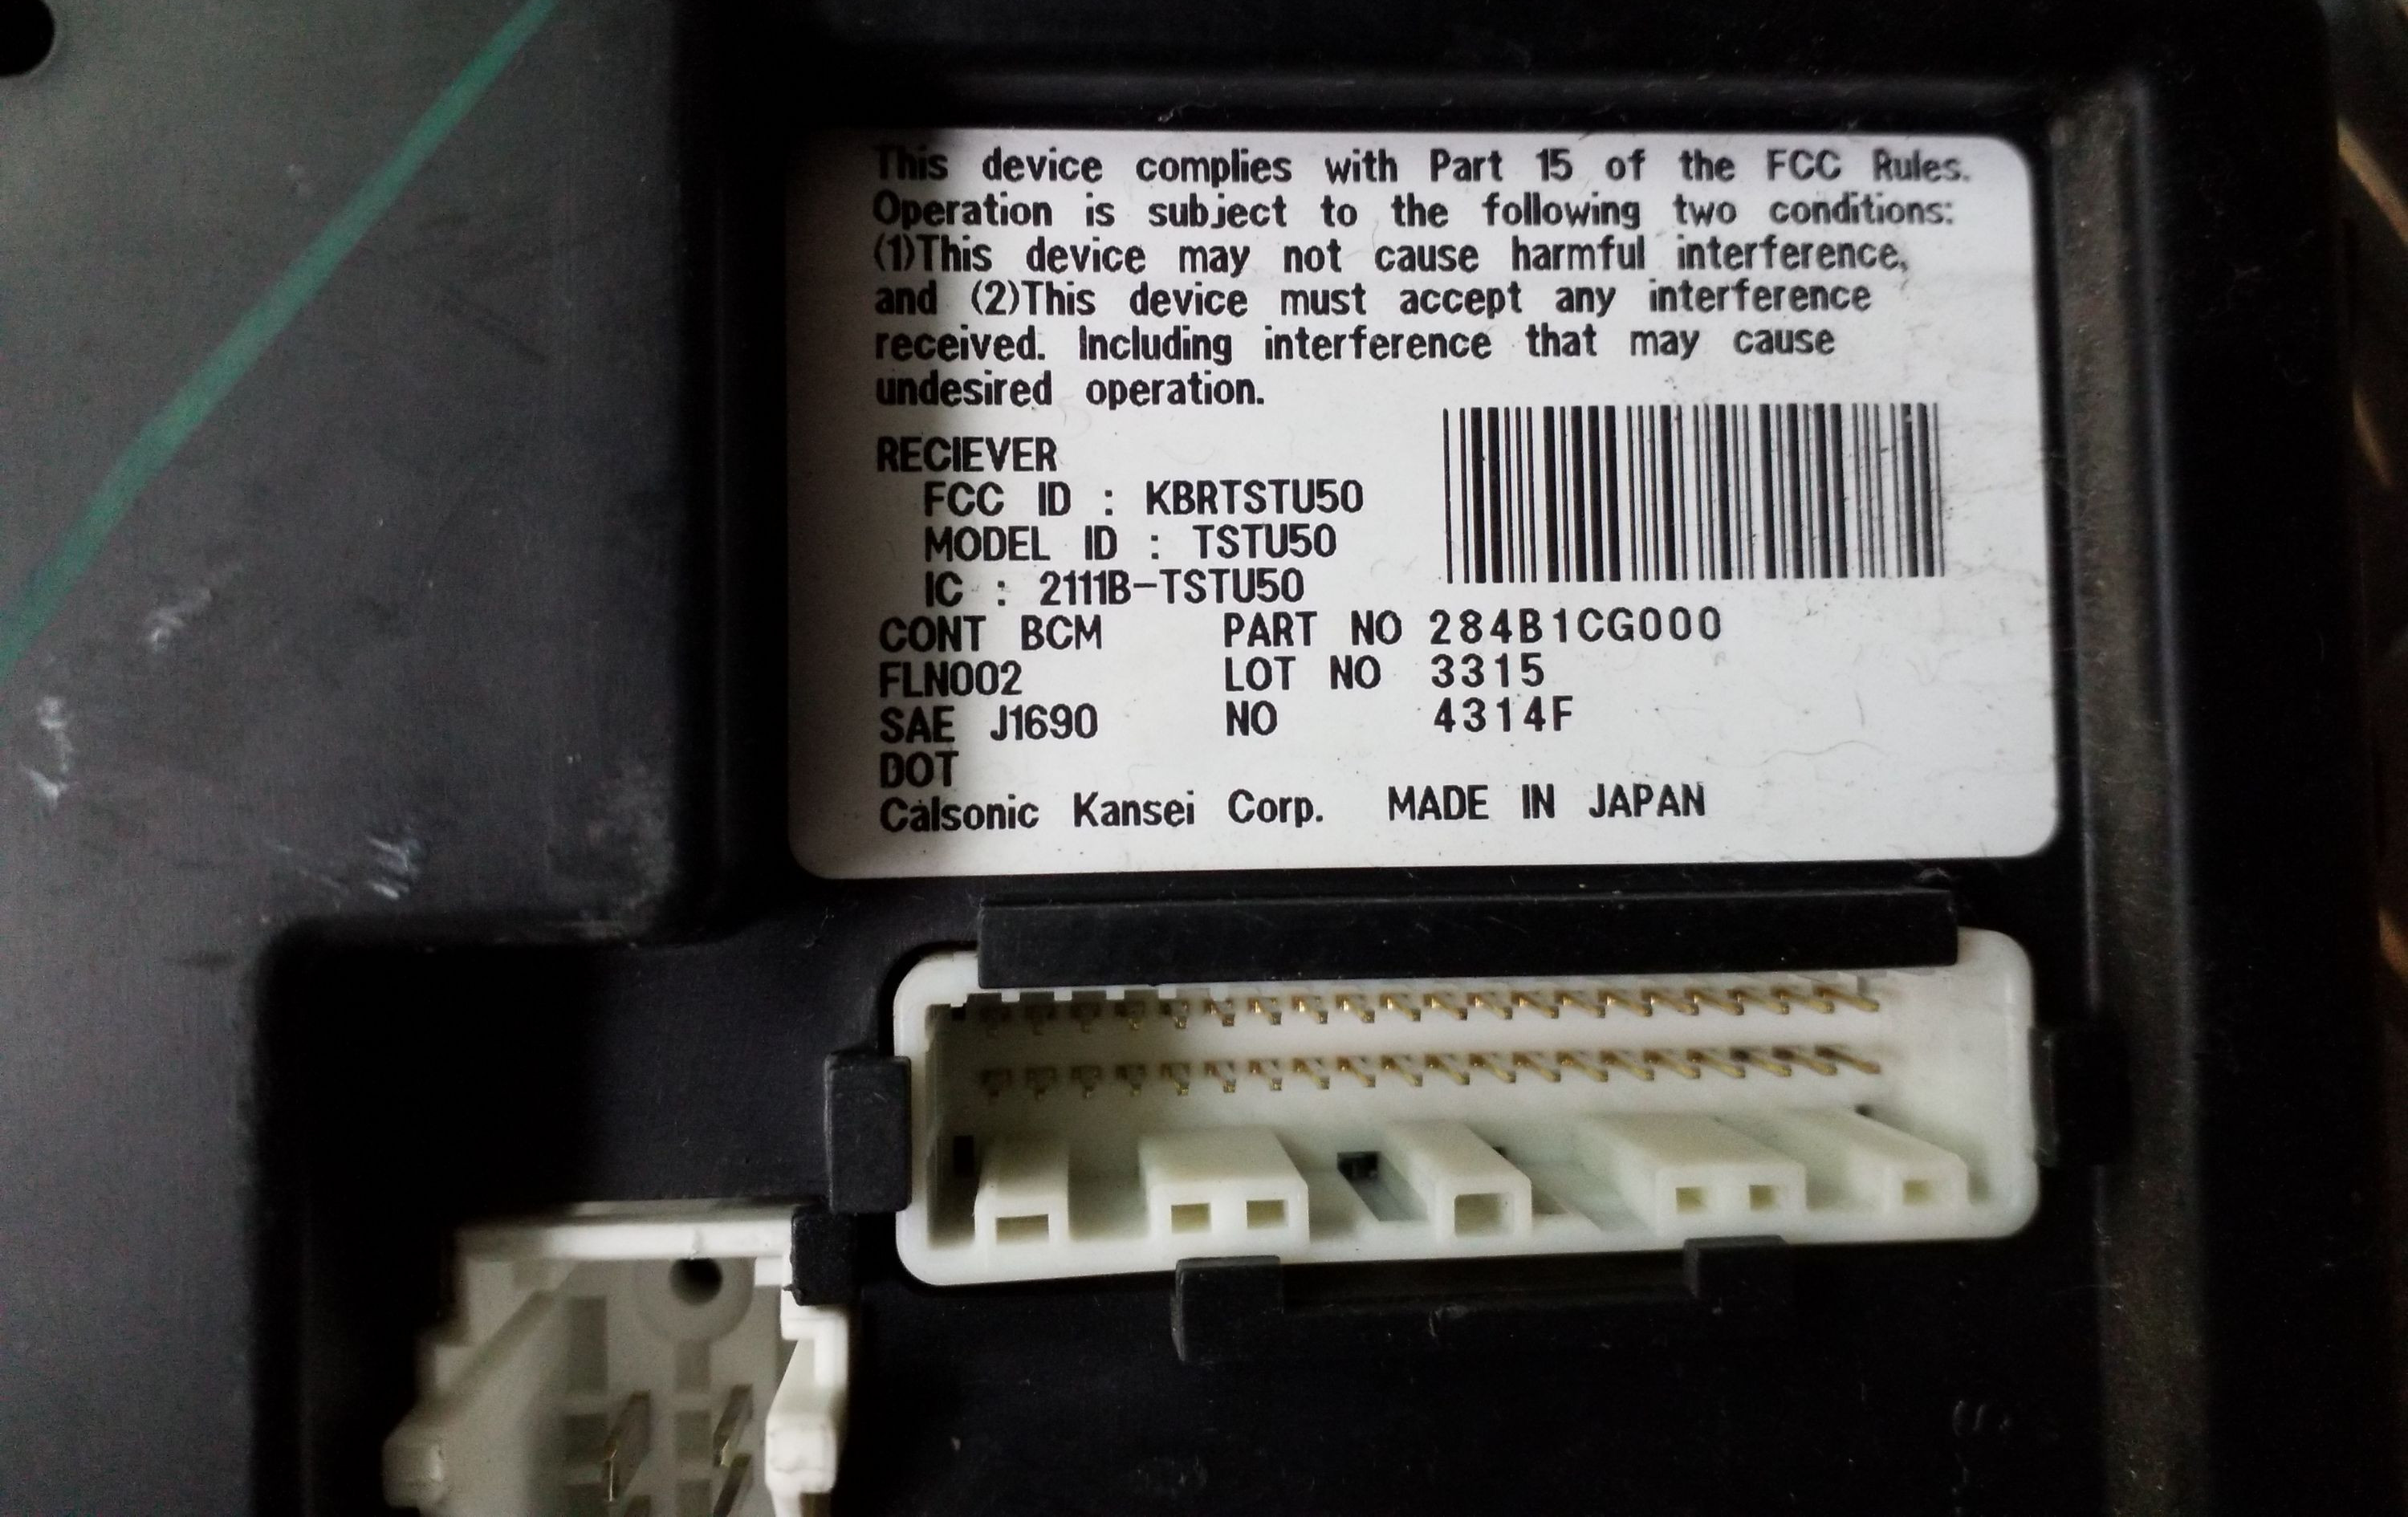 This device complies with Part 15 of the FCC Rules.
Operation is subject to the following two conditions:
(1)This device may not cause harmful interference,
and (2)This device must accept any interference
received. Including interference that may cause
undesired operation.
RECIEVER
FCC ID : KBRTSTU50
MODEL ID : TSTU50
IC : 2111B-TSTU50
CONT BCM PART NO 284B1CG000
FLN002 LOT NO 3315
SAE J1690 NO 4314F
DOT
Calsonic Kansei Corp. MADE IN JAPAN